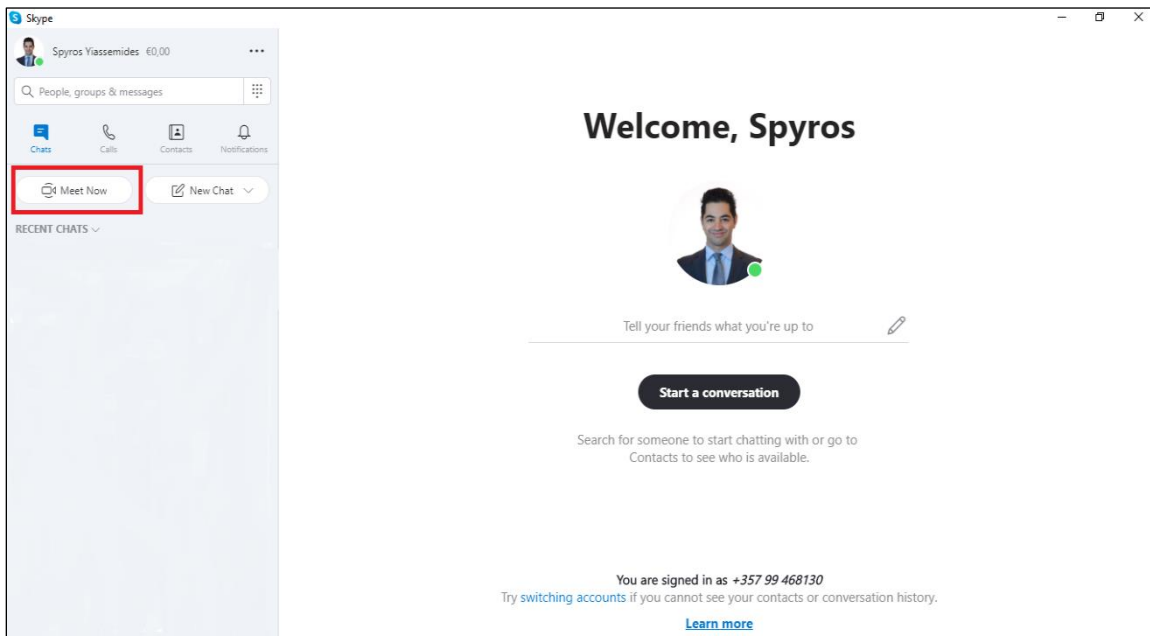 Skype
Spyros Yiassemides €0,00
People, groups & messages
Chats Calls Contacts Notifications
Meet Now New Chat
RECENT CHATS
Welcome, Spyros
Tell your friends what you're up to
Start a conversation
Search for someone to start chatting with or go to
Contacts to see who is available.
You are signed in as +357 99 468130
Try switching accounts if you cannot see your contacts or conversation history.
Learn more